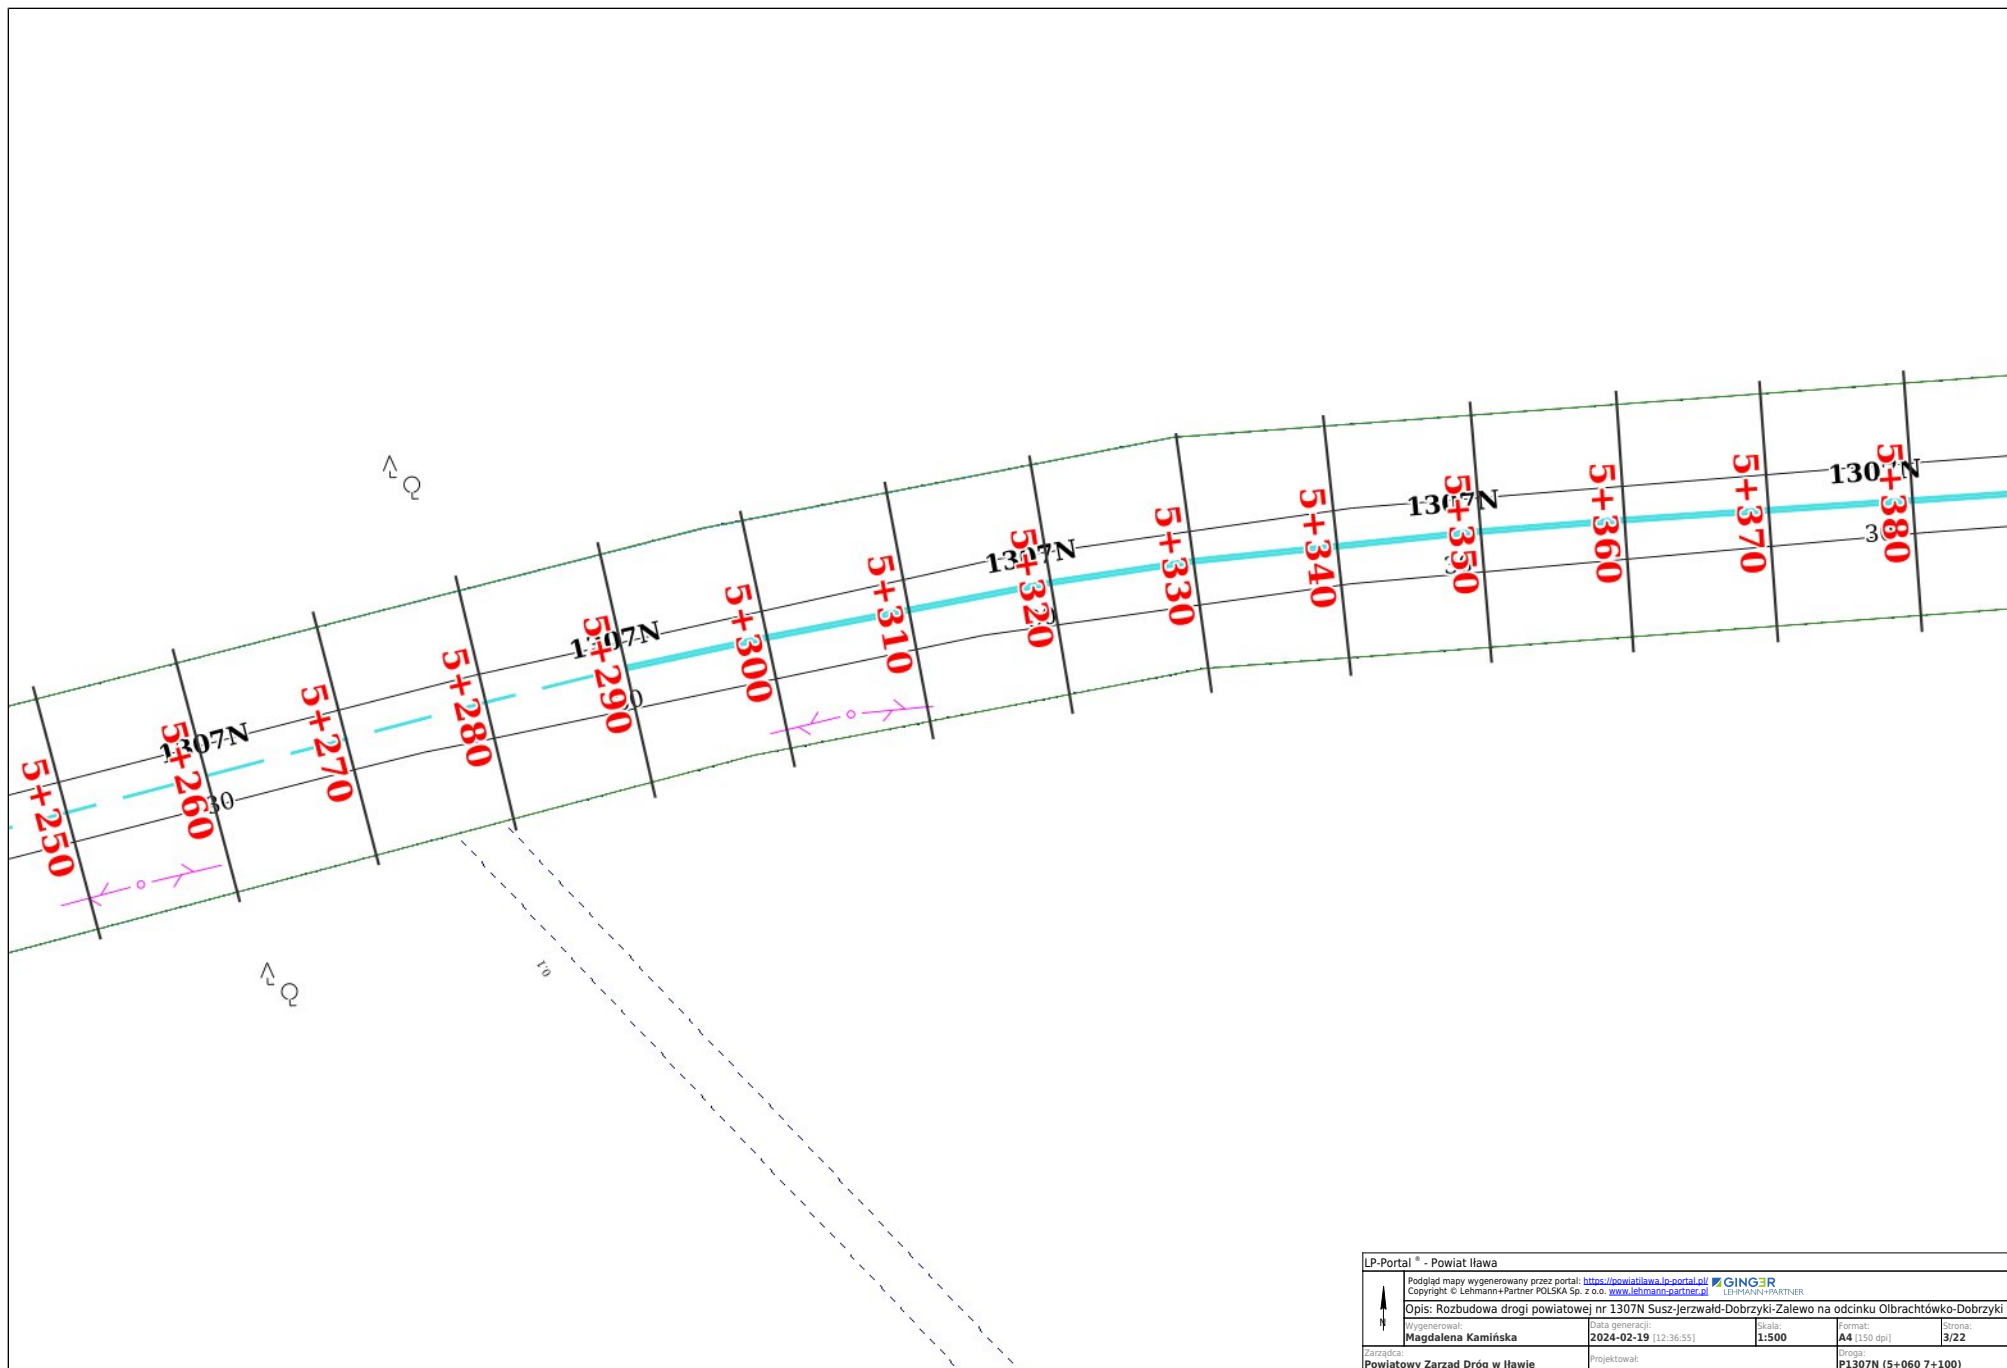 5+250
5+260
5+270
5+280
5+290
5+300
5+310
5+320
5+330
5+340
5+350
5+360
5+370
5+380
1307N
1307N
1307N
1307N
1307N
30
30
Q
Q
LP-Portal ® - Powiat Iława
Podgląd mapy wygenerowany przez portal: https://powiatilawa.lp-portal.pl/
Copyright © Lehmann+Partner POLSKA Sp. z o.o. www.lehmann-partner.pl
GINGER
LEHMANN+PARTNER
N
Opis: Rozbudowa drogi powiatowej nr 1307N Susz-Jerzwałd-Dobrzyki-Zalewo na odcinku Olbrachtówko-Dobrzyki
Wygenerował: Data generacji: Skala: Format: Strona:
Magdalena Kamińska 2024-02-19 [12:36:55] 1:500 A4 [150 dpi] 3/22
Zarządca: Projektował: Droga:
Powiatowy Zarząd Dróg w Iławie P1307N (5+060 7+100)